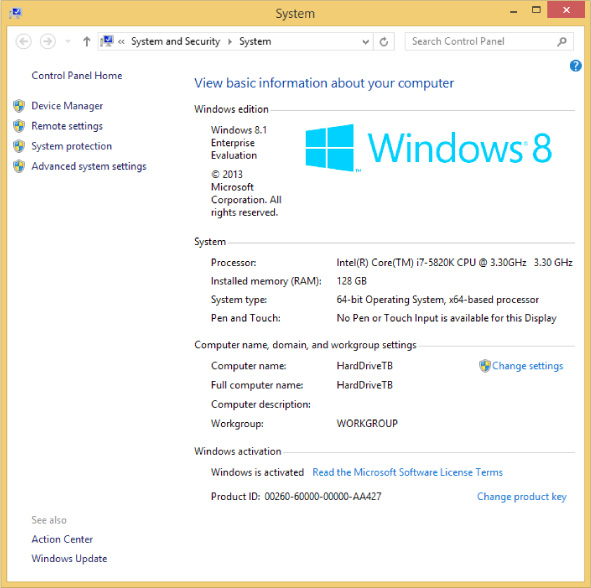 System
« System and Security ▸ System
Search Control Panel
Control Panel Home
Device Manager
Remote settings
System protection
Advanced system settings
View basic information about your computer
Windows edition
Windows 8.1
Enterprise
Evaluation
© 2013
Microsoft
Corporation. All
rights reserved.
Windows 8
System
Processor: Intel(R) Core(TM) i7-5820K CPU @ 3.30GHz 3.30 GHz
Installed memory (RAM): 128 GB
System type: 64-bit Operating System, x64-based processor
Pen and Touch: No Pen or Touch Input is available for this Display
Computer name, domain, and workgroup settings
Computer name: HardDriveTB Change settings
Full computer name: HardDriveTB
Computer description:
Workgroup: WORKGROUP
Windows activation
Windows is activated Read the Microsoft Software License Terms
Product ID: 00260-60000-00000-AA427 Change product key
See also
Action Center
Windows Update